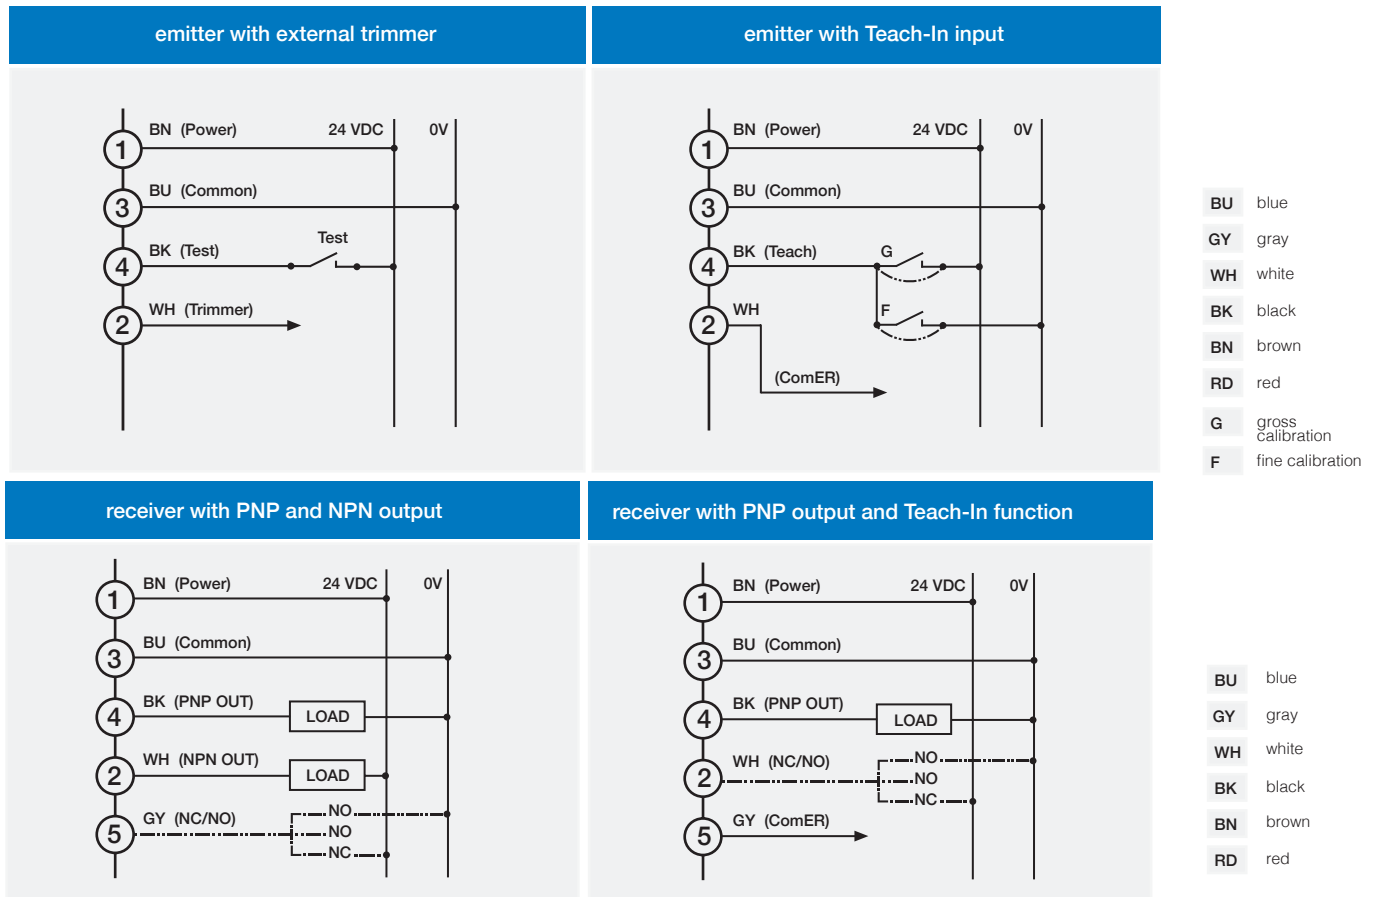 emitter with external trimmer
BN (Power) 24 VDC 0V
1
BU (Common)
3
Test
BK (Test)
4
WH (Trimmer)
2
emitter with Teach-In input
BN (Power) 24 VDC 0V
1
BU (Common)
3
BK (Teach) G
4
WH F
2
(ComER)
BU blue
GY gray
WH white
BK black
BN brown
RD red
G gross
calibration
F fine calibration
receiver with PNP and NPN output
BN (Power) 24 VDC 0V
1
BU (Common)
3
BK (PNP OUT)
4 LOAD
WH (NPN OUT)
2 LOAD
GY (NC/NO) NO
5 NO
NC
receiver with PNP output and Teach-In function
BN (Power) 24 VDC 0V
1
BU (Common)
3
BK (PNP OUT)
4 LOAD
WH (NC/NO) NO
2 NO
NC
GY (ComER)
5
BU blue
GY gray
WH white
BK black
BN brown
RD red